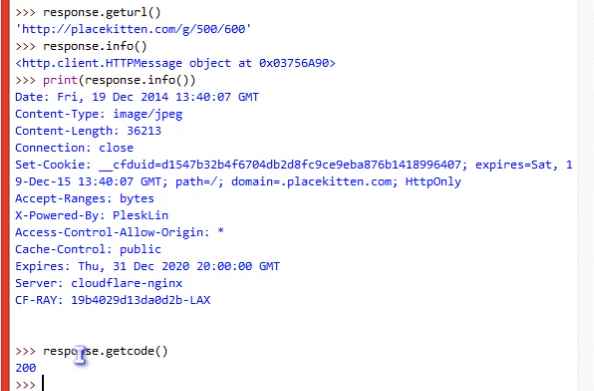 >>> response.geturl()
'http://placekitten.com/g/500/600'
>>> response.info()
<http.client.HTTPMessage object at 0x03756A90>
>>> print(response.info())
Date: Fri, 19 Dec 2014 13:40:07 GMT
Content-Type: image/jpeg
Content-Length: 36213
Connection: close
Set-Cookie: __cfduid=d1547b32b4f6704db2d8fc9ce9eba876b1418996407; expires=Sat, 1
9-Dec-15 13:40:07 GMT; path=/; domain=.placekitten.com; HttpOnly
Accept-Ranges: bytes
X-Powered-By: PleskLin
Access-Control-Allow-Origin: *
Cache-Control: public
Expires: Thu, 31 Dec 2020 20:00:00 GMT
Server: cloudflare-nginx
CF-RAY: 19b4029d13da0d2b-LAX
>>> response.getcode()
200
>>>